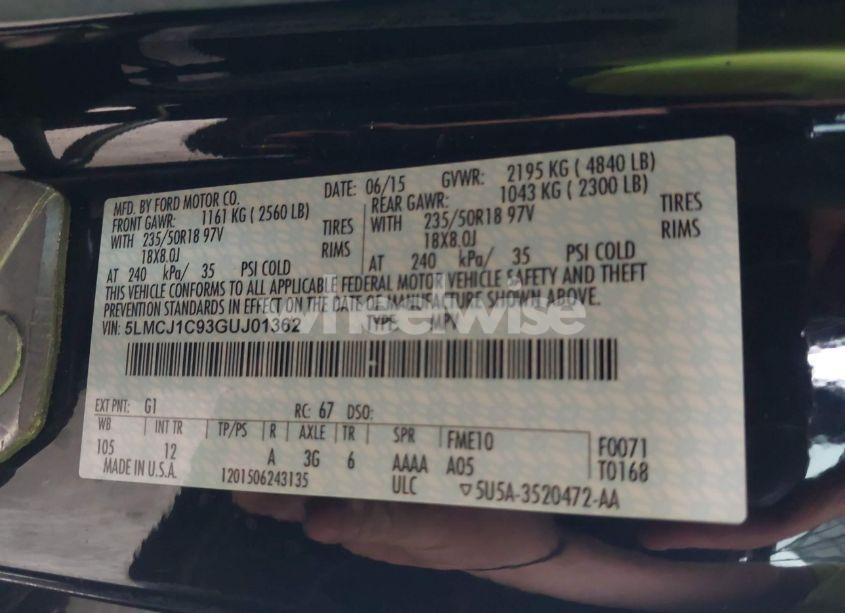 MFD. BY FORD MOTOR CO. DATE: 06/15 GVWR: 2195 KG ( 4840 LB)
FRONT GAWR: 1161 KG ( 2560 LB) REAR GAWR: 1043 KG ( 2300 LB)
WITH 235/50R18 97V TIRES WITH 235/50R18 97V TIRES
18X8.0J RIMS 18X8.0J RIMS
AT 240 kPa/ 35 PSI COLD AT 240 kPa/ 35 PSI COLD
THIS VEHICLE CONFORMS TO ALL APPLICABLE FEDERAL MOTOR VEHICLE SAFETY AND THEFT
PREVENTION STANDARDS IN EFFECT ON THE DATE OF MANUFACTURE SHOWN ABOVE.
VIN: 5LMCJ1C93GUJ01362 TYPE: MPV
wheelwise
EXT PNT: G1 RC: 67 DSO:
WB INT TR TP/PS R AXLE TR SPR FME10 F0071
105 12 A 3G 6 AAAA A05 T0168
MADE IN U.S.A. 1201506243135 ULC ▽5U5A-3520472-AA